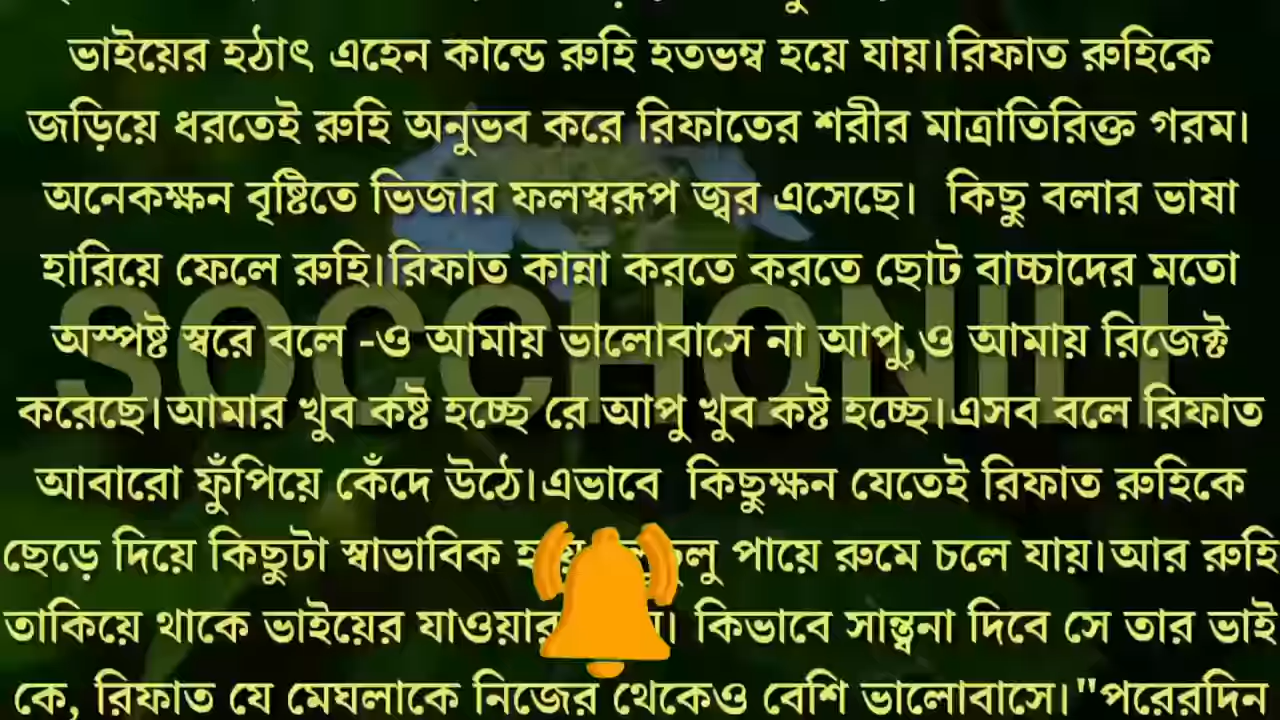 ভাইয়ের হঠাৎ এহেন কান্ডে রুহি হতভম্ব হয়ে যায়।রিফাত রুহিকে
জড়িয়ে ধরতেই রুহি অনুভব করে রিফাতের শরীর মাত্রাতিরিক্ত গরম।
অনেকক্ষন বৃষ্টিতে ভিজার ফলস্বরূপ জ্বর এসেছে। কিছু বলার ভাষা
হারিয়ে ফেলে রুহি।রিফাত কান্না করতে করতে ছোট বাচ্চাদের মতো
অস্পষ্ট স্বরে বলে -ও আমায় ভালোবাসে না আপু,ও আমায় রিজেক্ট
SOCCHONILI
করেছে।আমার খুব কষ্ট হচ্ছে রে আপু খুব কষ্ট হচ্ছে।এসব বলে রিফাত
আবারো ফুঁপিয়ে কেঁদে উঠে।এভাবে কিছুক্ষন যেতেই রিফাত রুহিকে
ছেড়ে দিয়ে কিছুটা স্বাভাবিক পায়ে রুমে চলে যায়।আর রুহি
তাকিয়ে থাকে ভাইয়ের যাওয়ার কিভাবে সান্ত্বনা দিবে সে তার ভাই
কে, রিফাত যে মেঘলাকে নিজের থেকেও বেশি ভালোবাসে।"পরেরদিন